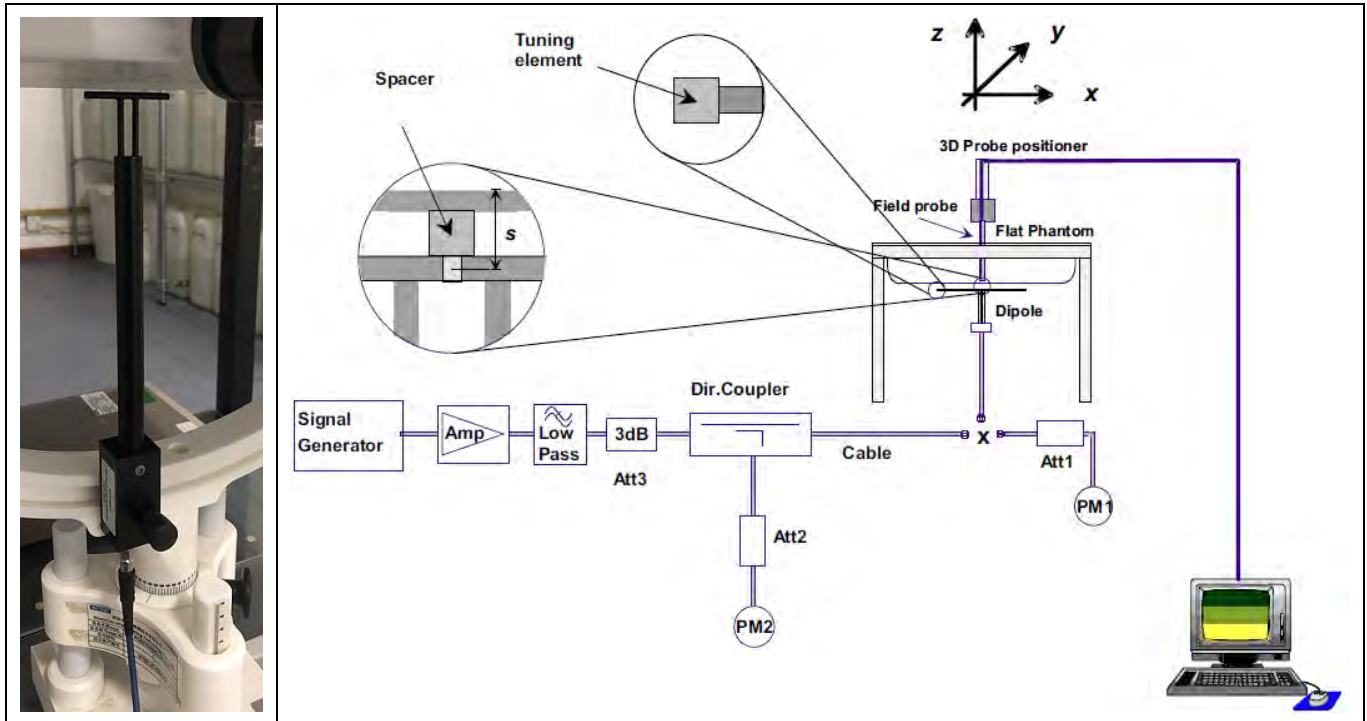 Tuning
element
Spacer
s
z
y
x
3D Probe positioner
Field probe
Flat Phantom
Dipole
Signal
Generator
Amp
Low
Pass
3dB
Att3
Dir.Coupler
Cable
x
Att1
PM1
Att2
PM2